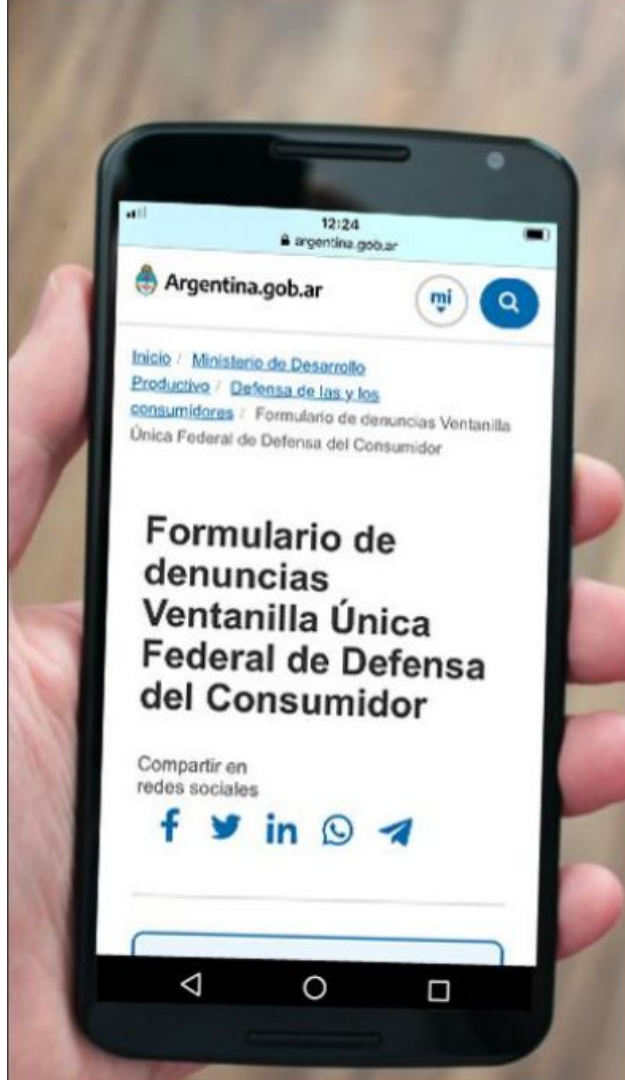 12:24
argentina.gob.ar
Argentina.gob.ar
mi
Inicio / Ministerio de Desarrollo
Productivo / Defensa de las y los
consumidores / Formulario de denuncias Ventanilla
Única Federal de Defensa del Consumidor
Formulario de
denuncias
Ventanilla Única
Federal de Defensa
del Consumidor
Compartir en
redes sociales
f
in